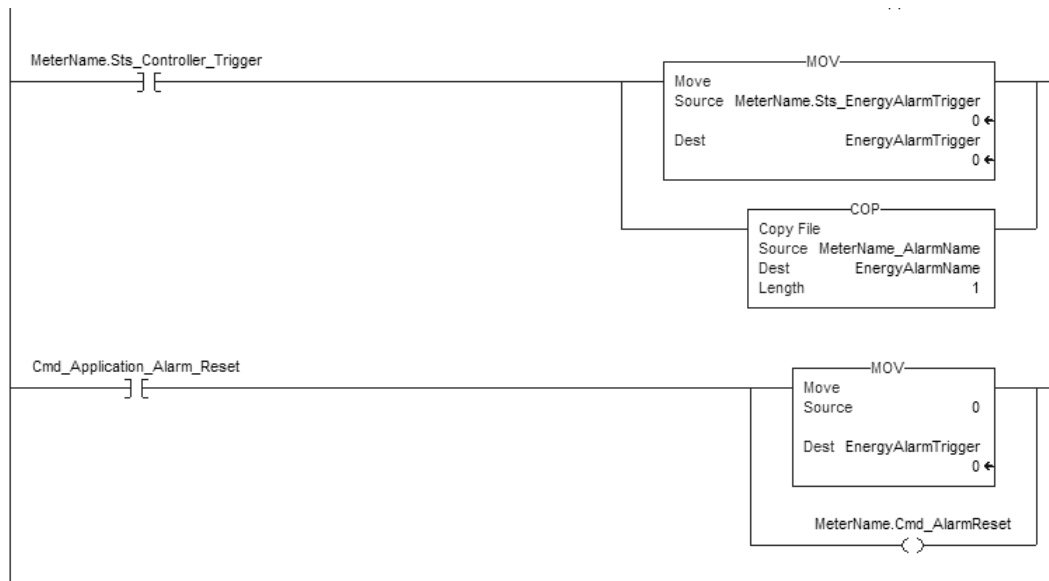 MeterName.Sts_Controller_Trigger
MOV
Move
Source MeterName.Sts_EnergyAlarmTrigger
0
Dest EnergyAlarmTrigger
0
COP
Copy File
Source MeterName_AlarmName
Dest EnergyAlarmName
Length 1
Cmd_Application_Alarm_Reset
MOV
Move
Source 0
Dest EnergyAlarmTrigger
0
MeterName.Cmd_AlarmReset